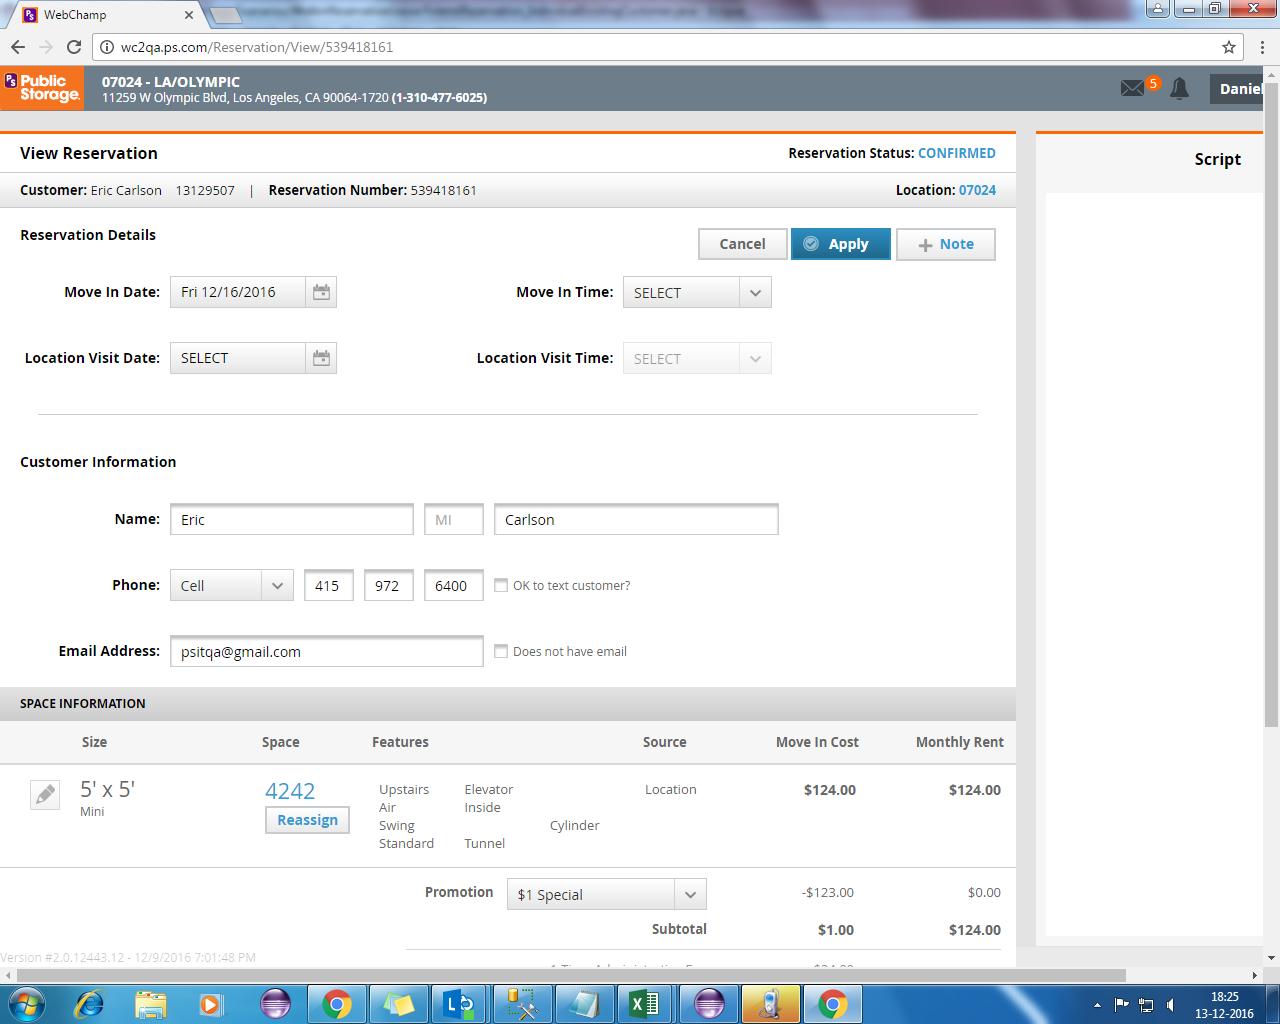 WebChamp
wc2qa.ps.com/Reservation/View/539418161
PS Public Storage.
07024 - LA/OLYMPIC
11259 W Olympic Blvd, Los Angeles, CA 90064-1720 (1-310-477-6025)
5
Daniel
View Reservation
Reservation Status: CONFIRMED
Script
Customer: Eric Carlson 13129507 | Reservation Number: 539418161
Location: 07024
Reservation Details
Cancel
Apply
Note
Move In Date: Fri 12/16/2016
Move In Time: SELECT
Location Visit Date: SELECT
Location Visit Time: SELECT
Customer Information
Name: Eric MI Carlson
Phone: Cell 415 972 6400 OK to text customer?
Email Address: psitqa@gmail.com Does not have email
SPACE INFORMATION
Size Space Features Source Move In Cost Monthly Rent
5' x 5' 4242 Upstairs Elevator Location $124.00 $124.00
Mini Reassign Air Inside
Swing Cylinder
Standard Tunnel
Promotion $1 Special -$123.00 $0.00
Subtotal $1.00 $124.00
Version #2.0.12443.12 - 12/9/2016 7:01:48 PM
18:25
13-12-2016